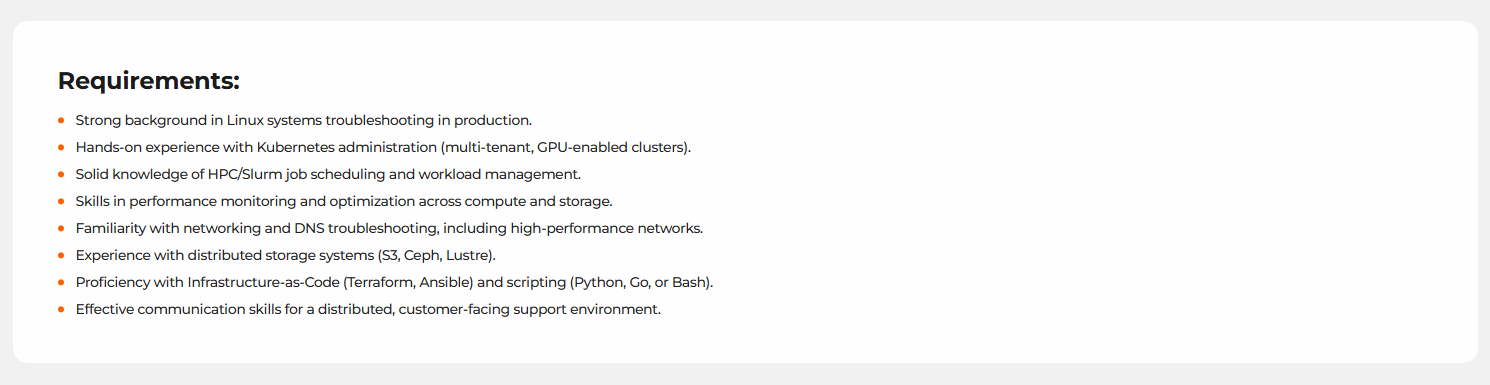 Requirements:
Strong background in Linux systems troubleshooting in production.
Hands-on experience with Kubernetes administration (multi-tenant, GPU-enabled clusters).
Solid knowledge of HPC/Slurm job scheduling and workload management.
Skills in performance monitoring and optimization across compute and storage.
Familiarity with networking and DNS troubleshooting, including high-performance networks.
Experience with distributed storage systems (S3, Ceph, Lustre).
Proficiency with Infrastructure-as-Code (Terraform, Ansible) and scripting (Python, Go, or Bash).
Effective communication skills for a distributed, customer-facing support environment.